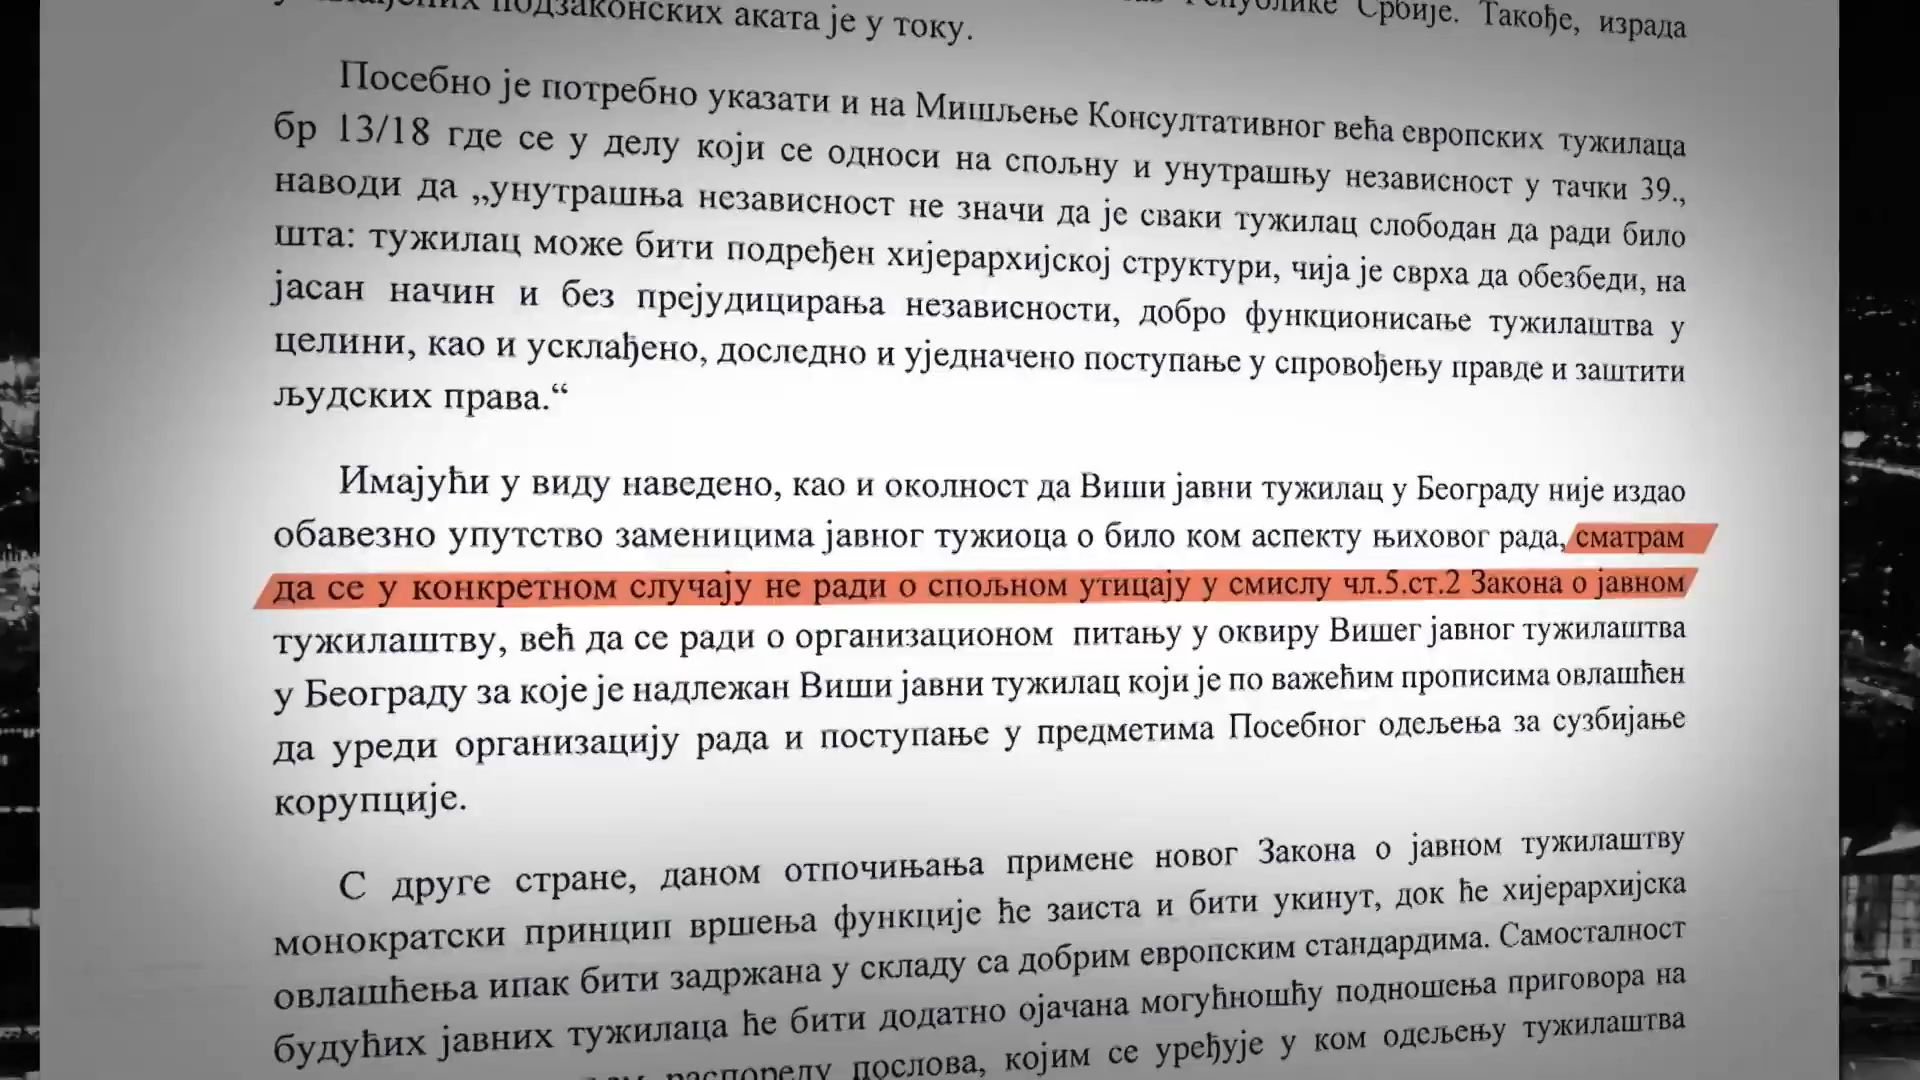 подзаконских аката је у току.
Републике Србије. Такође, израда
Посебно је потребно указати и на Мишљење Консултативног већа европских тужилаца
бр 13/18 где се у делу који се односи на спољну и унутрашњу независност у тачки 39.,
наводи да „унутрашња независност не значи да је сваки тужилац слободан да ради било
шта: тужилац може бити подређен хијерархијској структури, чија је сврха да обезбеди, на
јасан начин и без прејудицирања независности, добро функционисање тужилаштва у
целини, као и усклађено, доследно и уједначено поступање у спровођењу правде и заштити
људских права.“
Имајући у виду наведено, као и околност да Виши јавни тужилац у Београду није издао
обавезно упутство заменицима јавног тужиоца о било ком аспекту њиховог рада, сматрам
да се у конкретном случају не ради о спољном утицају у смислу чл.5.ст.2 Закона о јавном
тужилаштву, већ да се ради о организационом питању у оквиру Вишег јавног тужилаштва
у Београду за које је надлежан Виши јавни тужилац који је по важећим прописима овлашћен
да уреди организацију рада и поступање у предметима Посебног одељења за сузбијање
корупције.
С друге стране, даном отпочињања примене новог Закона о јавном тужилаштву
монократски принцип вршења функције ће заиста и бити укинут, док ће хијерархијска
овлашћења ипак бити задржана у складу са добрим европским стандардима. Самосталност
будућих јавних тужилаца ће бити додатно ојачана могућношћу подношења приговора на
распореду послова, којим се уређује у ком одељењу тужилаштва